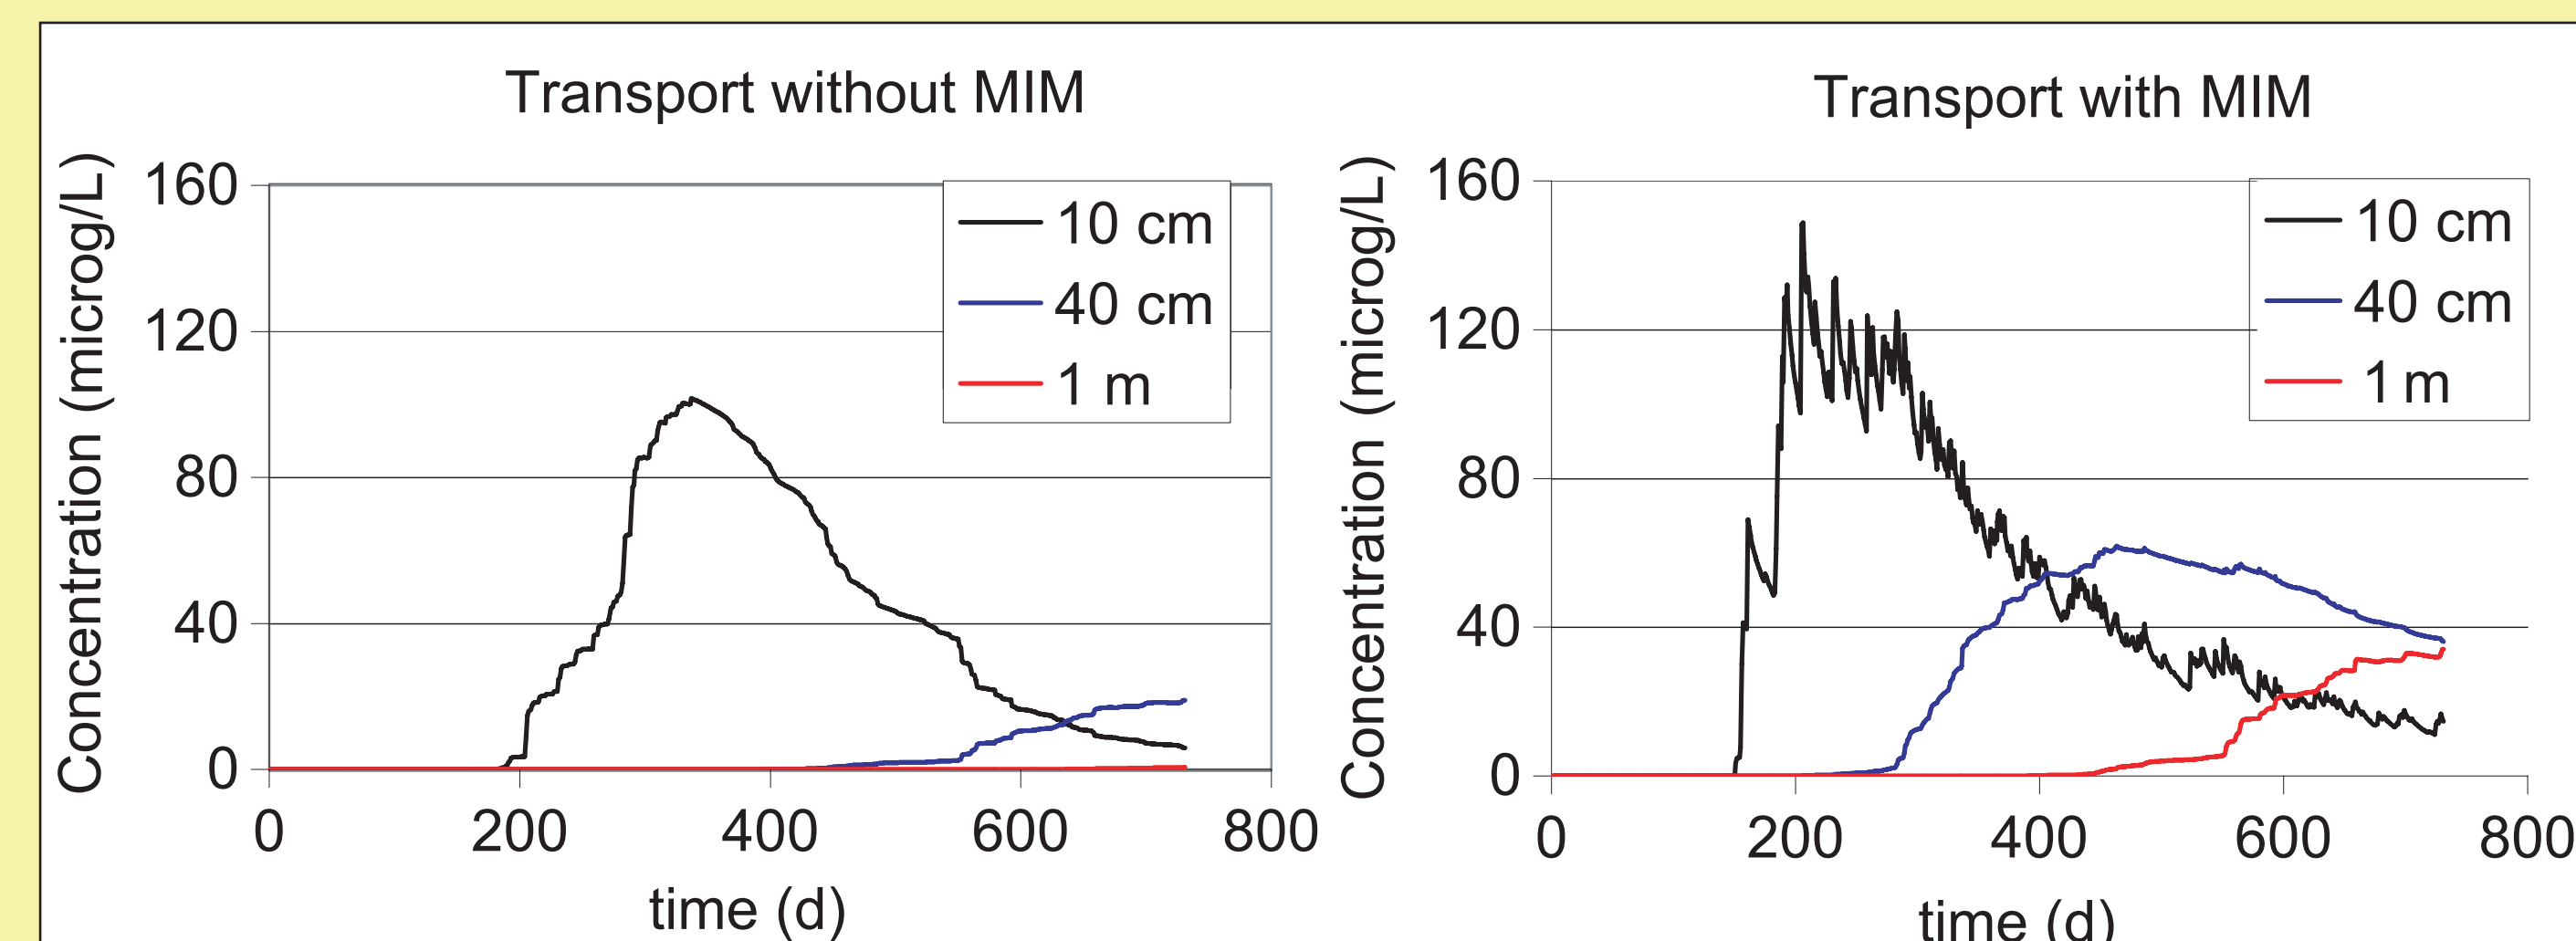 Transport without MIM
Concentration (microg/L)
160
120
80
40
0
0 200 400 600 800
time (d)
10 cm
40 cm
1 m
Transport with MIM
Concentration (microg/L)
160
120
80
40
0
0 200 400 600 800
time (d)
10 cm
40 cm
1 m